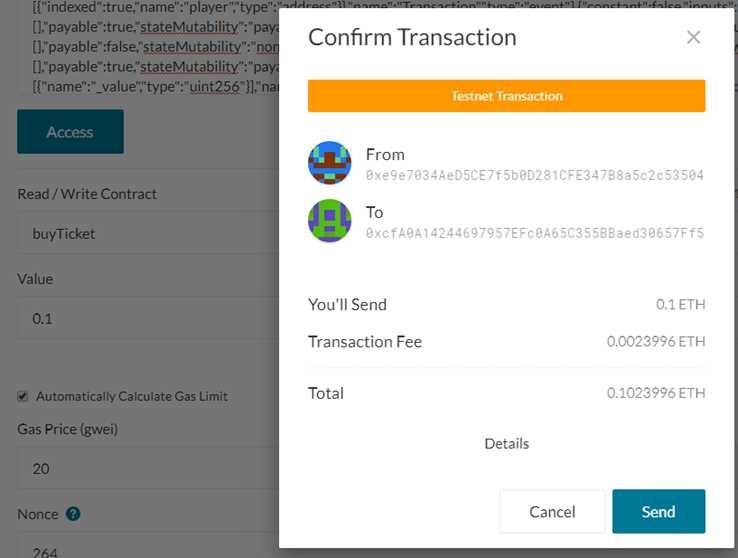 [{"indexed":true,"name":"player","type":"address"}],"name":"Transaction","type":"event"},{"constant":false,"inputs":
[],"payable":true,"stateMutability":"paya
[],"payable":false,"stateMutability":"non
[],"payable":true,"stateMutability":"paya
[{"name":"_value","type":"uint256"}],"nam
Access
Read / Write Contract
buyTicket
Value
0.1
Automatically Calculate Gas Limit
Gas Price (gwei)
20
Nonce ?
264
Confirm Transaction
Testnet Transaction
From
0xe9e7034AeD5CE7f5b0D281CFE347B8a5c2c53504
To
0xcfA0A14244697957EFc0A65C355BBaed30657Ff5
You'll Send 0.1 ETH
Transaction Fee 0.0023996 ETH
Total 0.1023996 ETH
Details
Cancel Send